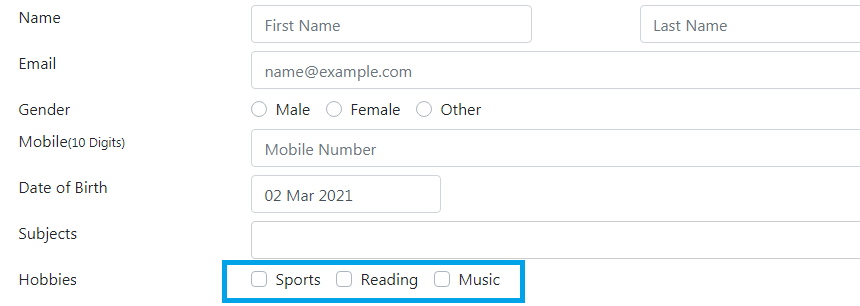 Name First Name Last Name
Email name@example.com
Gender Male Female Other
Mobile(10 Digits) Mobile Number
Date of Birth 02 Mar 2021
Subjects
Hobbies Sports Reading Music